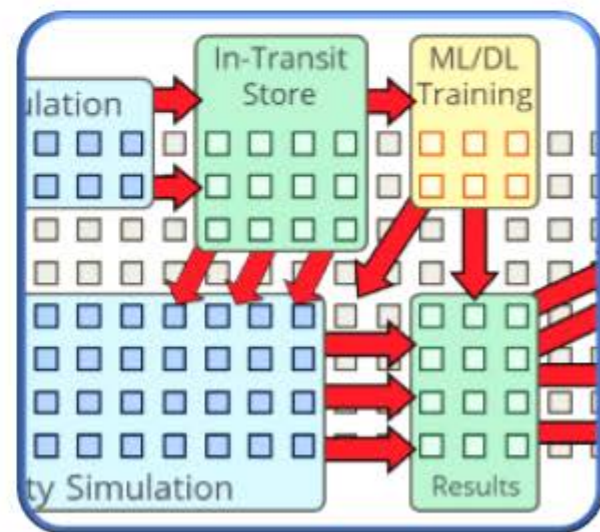 In-Transit
Store
ML/DL
Training
ulation
ty Simulation
Results